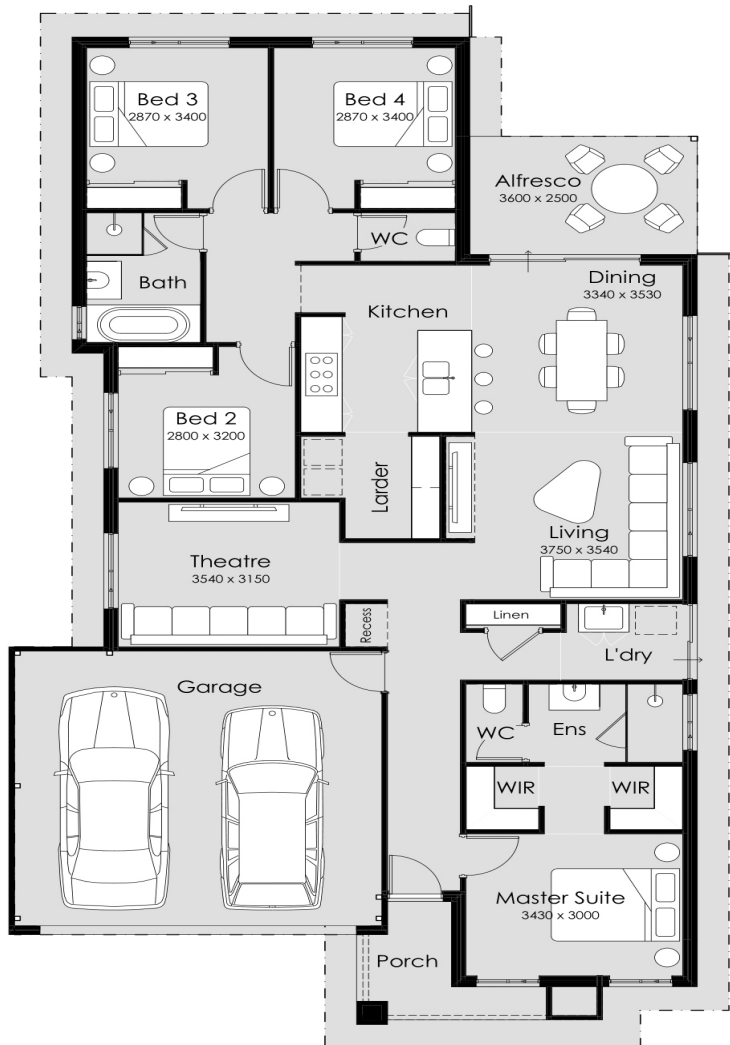 Bed 3
2870 x 3400
Bed 4
2870 x 3400
Alfresco
3600 x 2500
WC
Bath
Dining
3340 x 3530
Kitchen
Bed 2
2800 x 3200
Larder
Living
3750 x 3540
Theatre
3540 x 3150
Recess
Linen
L'dry
Garage
WC
Ens
WIR
WIR
Master Suite
3430 x 3000
Porch